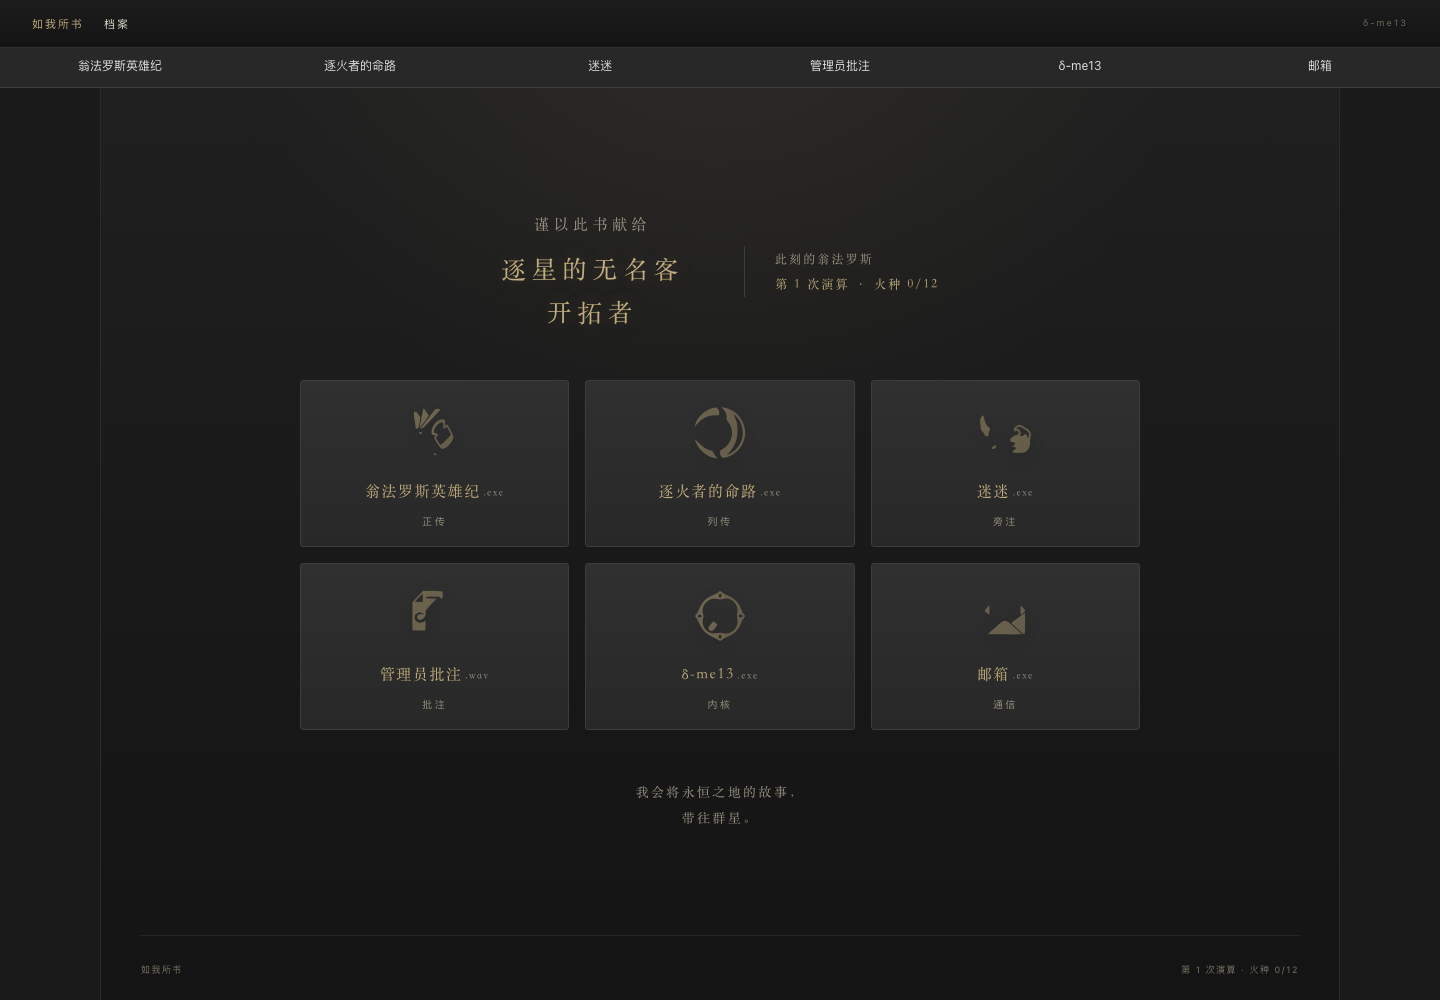 如我所书 档案 δ-me13
翁法罗斯英雄纪 逐火者的命路 迷迷 管理员批注 δ-me13 邮箱
谨以此书献给
逐星的无名客
开拓者
此刻的翁法罗斯
第 1 次演算 · 火种 0/12
翁法罗斯英雄纪.exe
正传
逐火者的命路.exe
列传
迷迷.exe
旁注
管理员批注.wav
批注
δ-me13.exe
内核
邮箱.exe
通信
我会将永恒之地的故事，
带往群星。
如我所书 第 1 次演算 · 火种 0/12